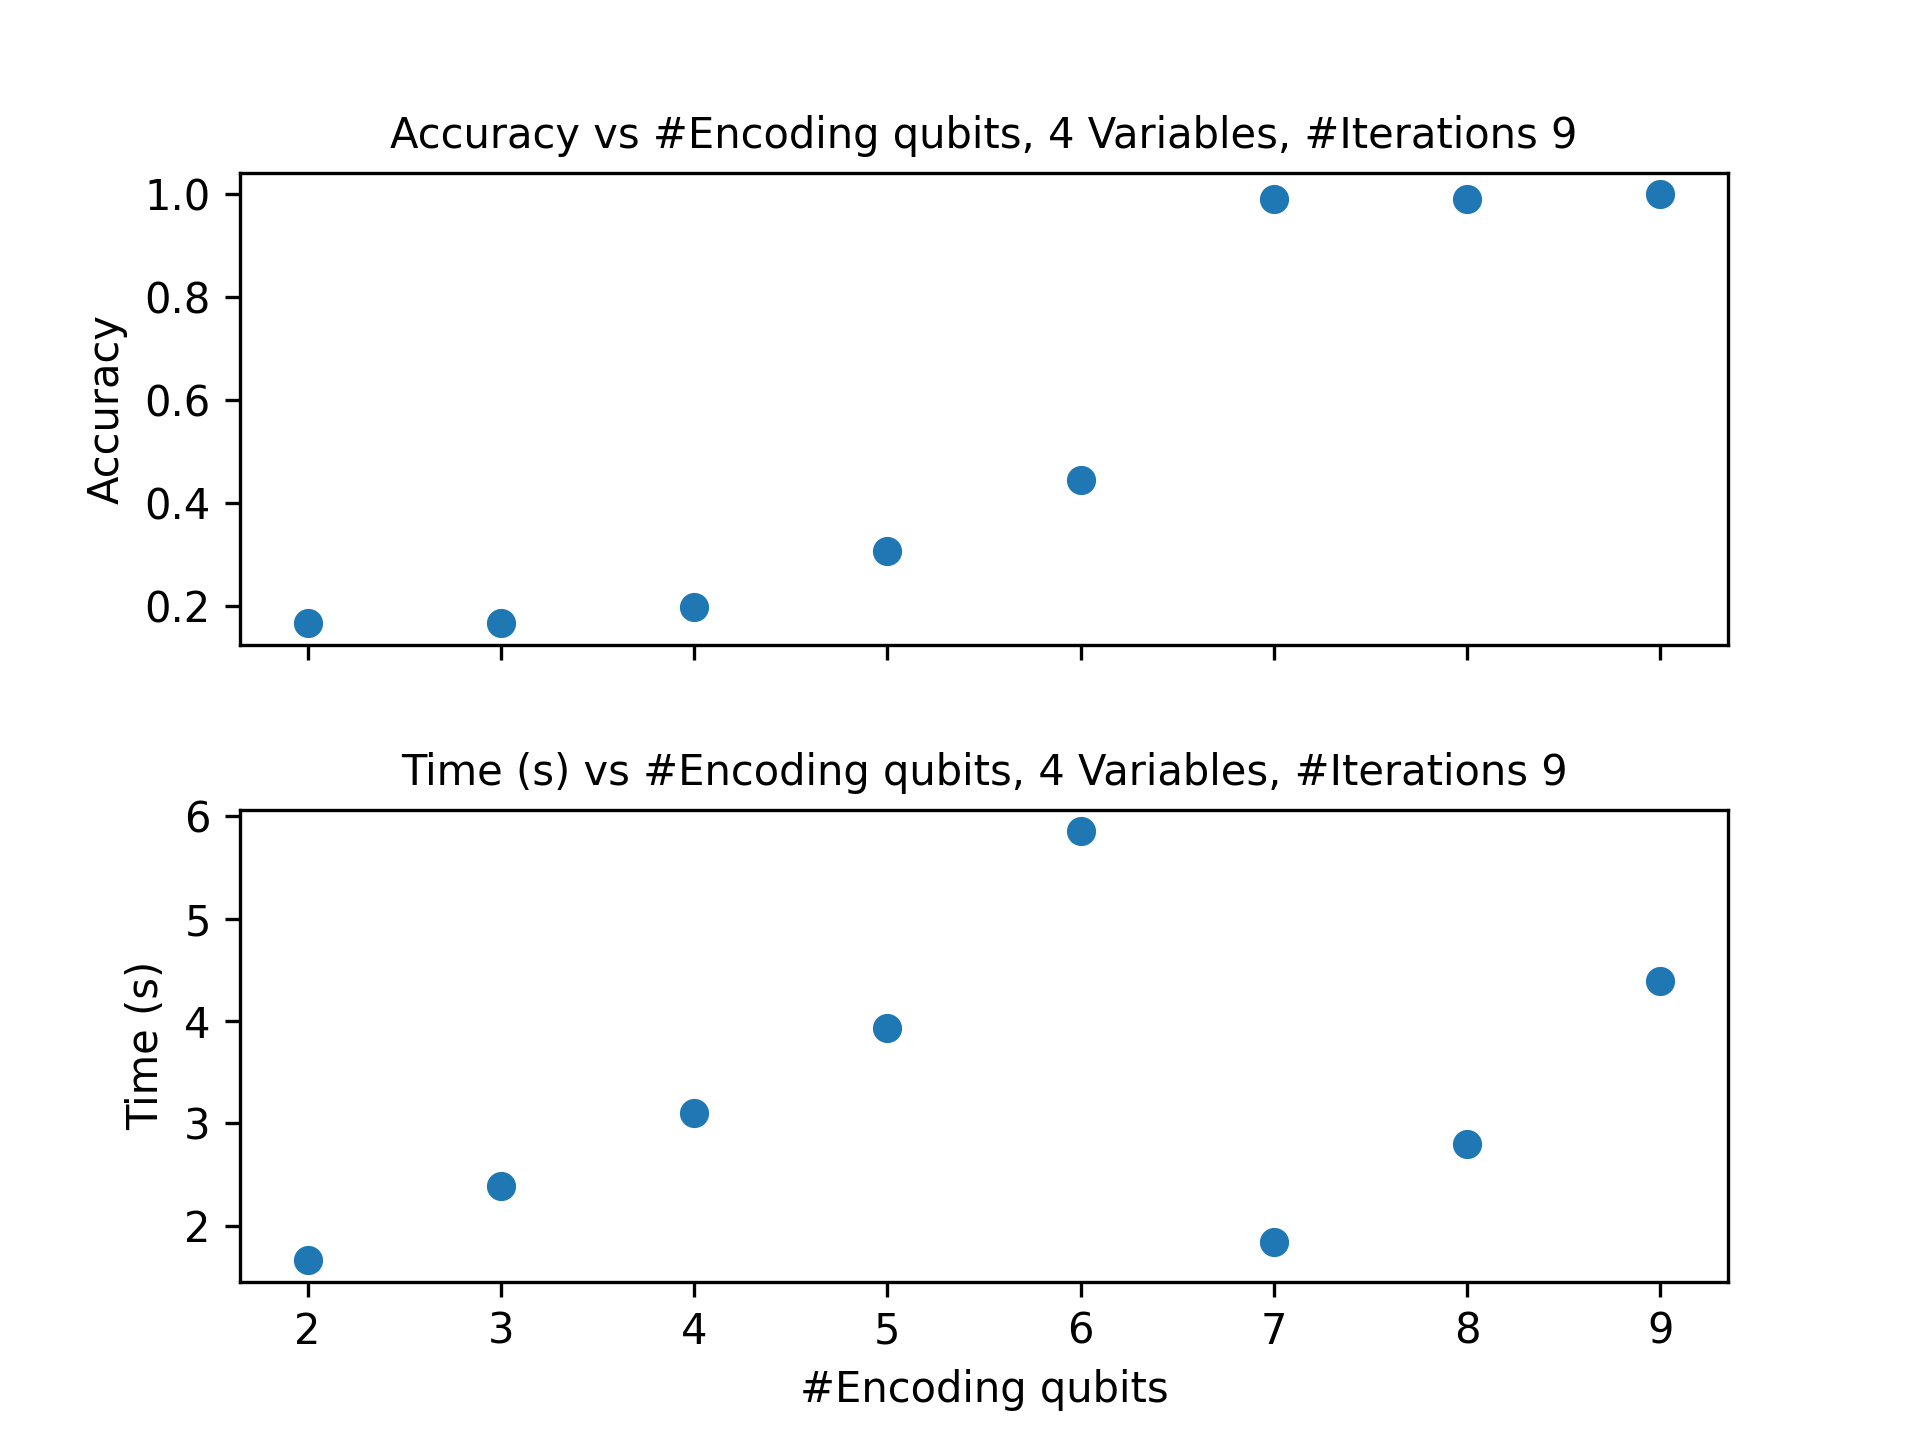 Accuracy vs #Encoding qubits, 4 Variables, #Iterations 9
1.0
0.8
0.6
0.4
0.2
Accuracy
Time (s) vs #Encoding qubits, 4 Variables, #Iterations 9
6
5
4
3
2
Time (s)
2 3 4 5 6 7 8 9
#Encoding qubits